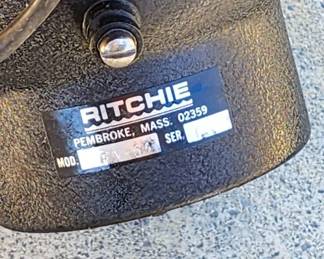 RITCHIE
PEMBROKE, MASS. 02359
MOD. SER.